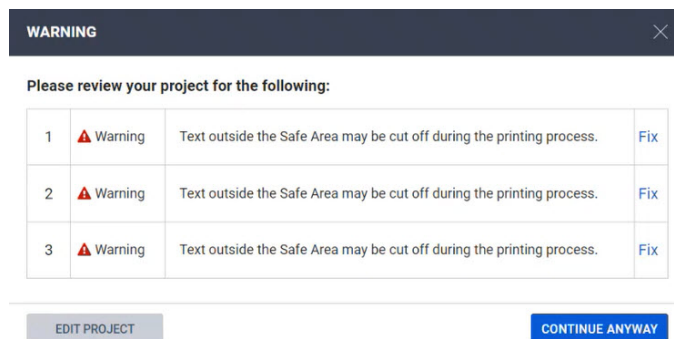 WARNING
Please review your project for the following:
1 Warning Text outside the Safe Area may be cut off during the printing process. Fix
2 Warning Text outside the Safe Area may be cut off during the printing process. Fix
3 Warning Text outside the Safe Area may be cut off during the printing process. Fix
EDIT PROJECT CONTINUE ANYWAY